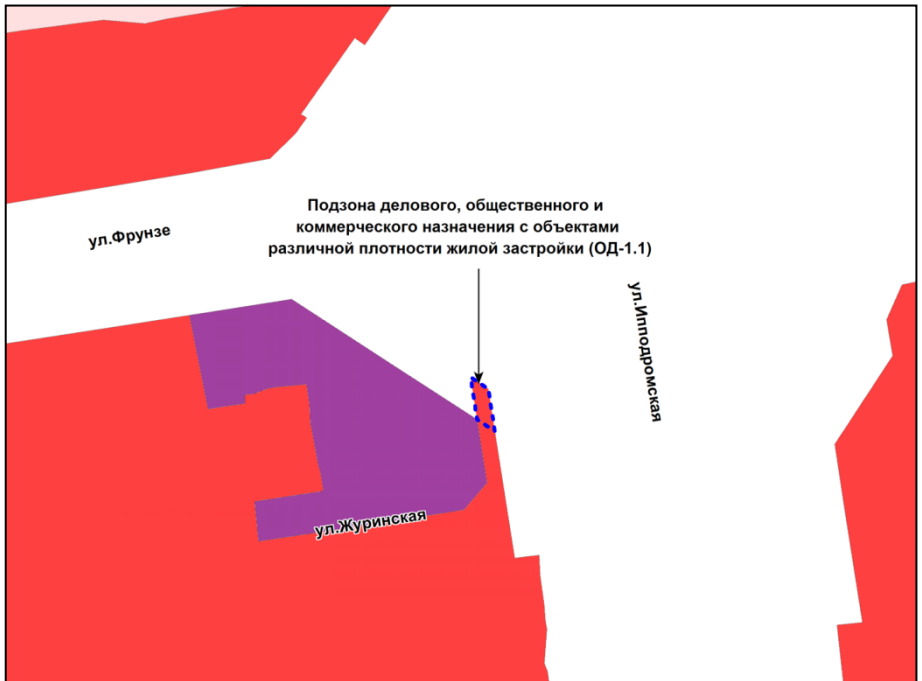 Подзона делового, общественного и
коммерческого назначения с объектами
различной плотности жилой застройки (ОД-1.1)
ул.Фрунзе
ул.Ипподромская
ул.Журинская